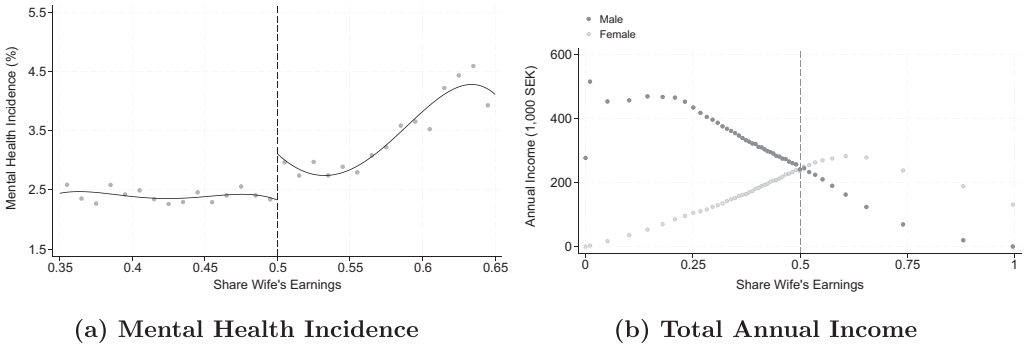 5.5
4.5
3.5
2.5
1.5
Mental Health Incidence (%)
0.35
0.4
0.45
0.5
0.55
0.6
0.65
Share Wife's Earnings
(a) Mental Health Incidence
Male
Female
600
400
200
0
Annual Income (1,000 SEK)
0
0.25
0.5
0.75
1
Share Wife's Earnings
(b) Total Annual Income